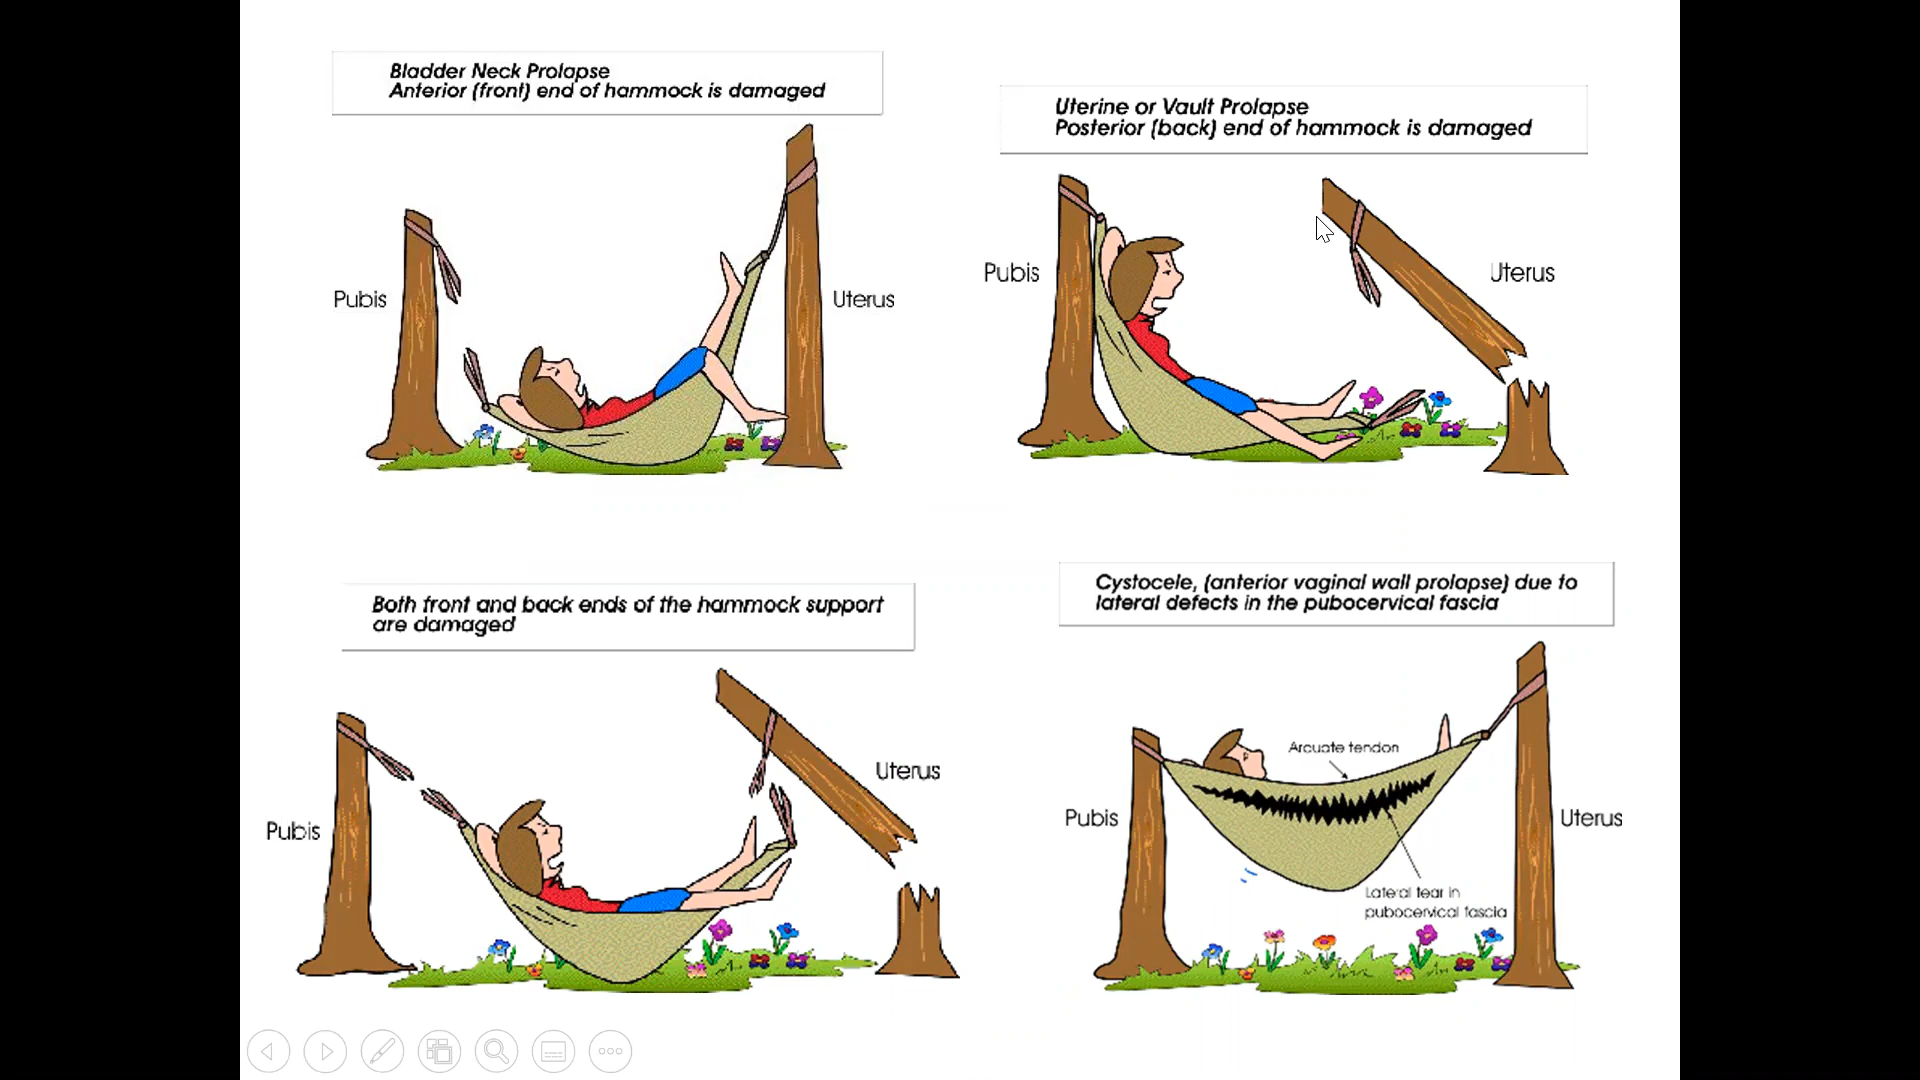 Bladder Neck Prolapse
Anterior (front) end of hammock is damaged
Pubis
Uterus
Uterine or Vault Prolapse
Posterior (back) end of hammock is damaged
Pubis
Uterus
Both front and back ends of the hammock support
are damaged
Pubis
Uterus
Cystocele, (anterior vaginal wall prolapse) due to
lateral defects in the pubocervical fascia
Arcuate tendon
Pubis
Uterus
Lateral tear in
pubocervical fascia